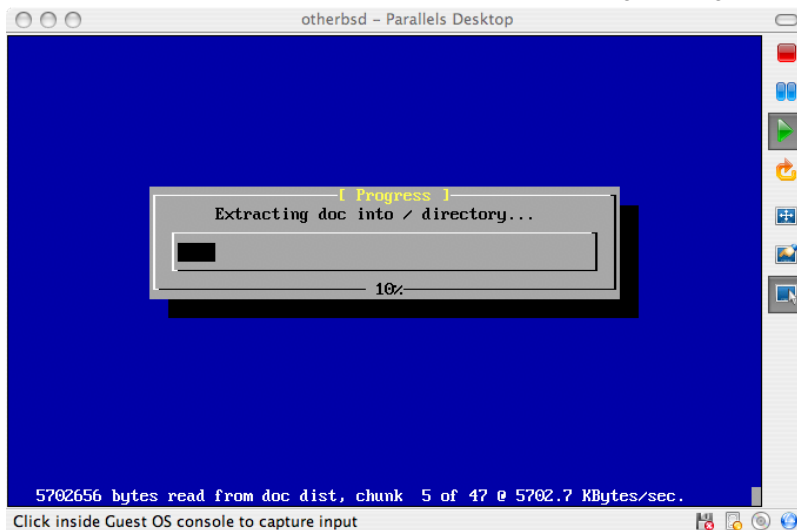 otherbsd – Parallels Desktop
[ Progress ]
Extracting doc into / directory...
10%
5702656 bytes read from doc dist, chunk 5 of 47 @ 5702.7 KBytes/sec.
Click inside Guest OS console to capture input